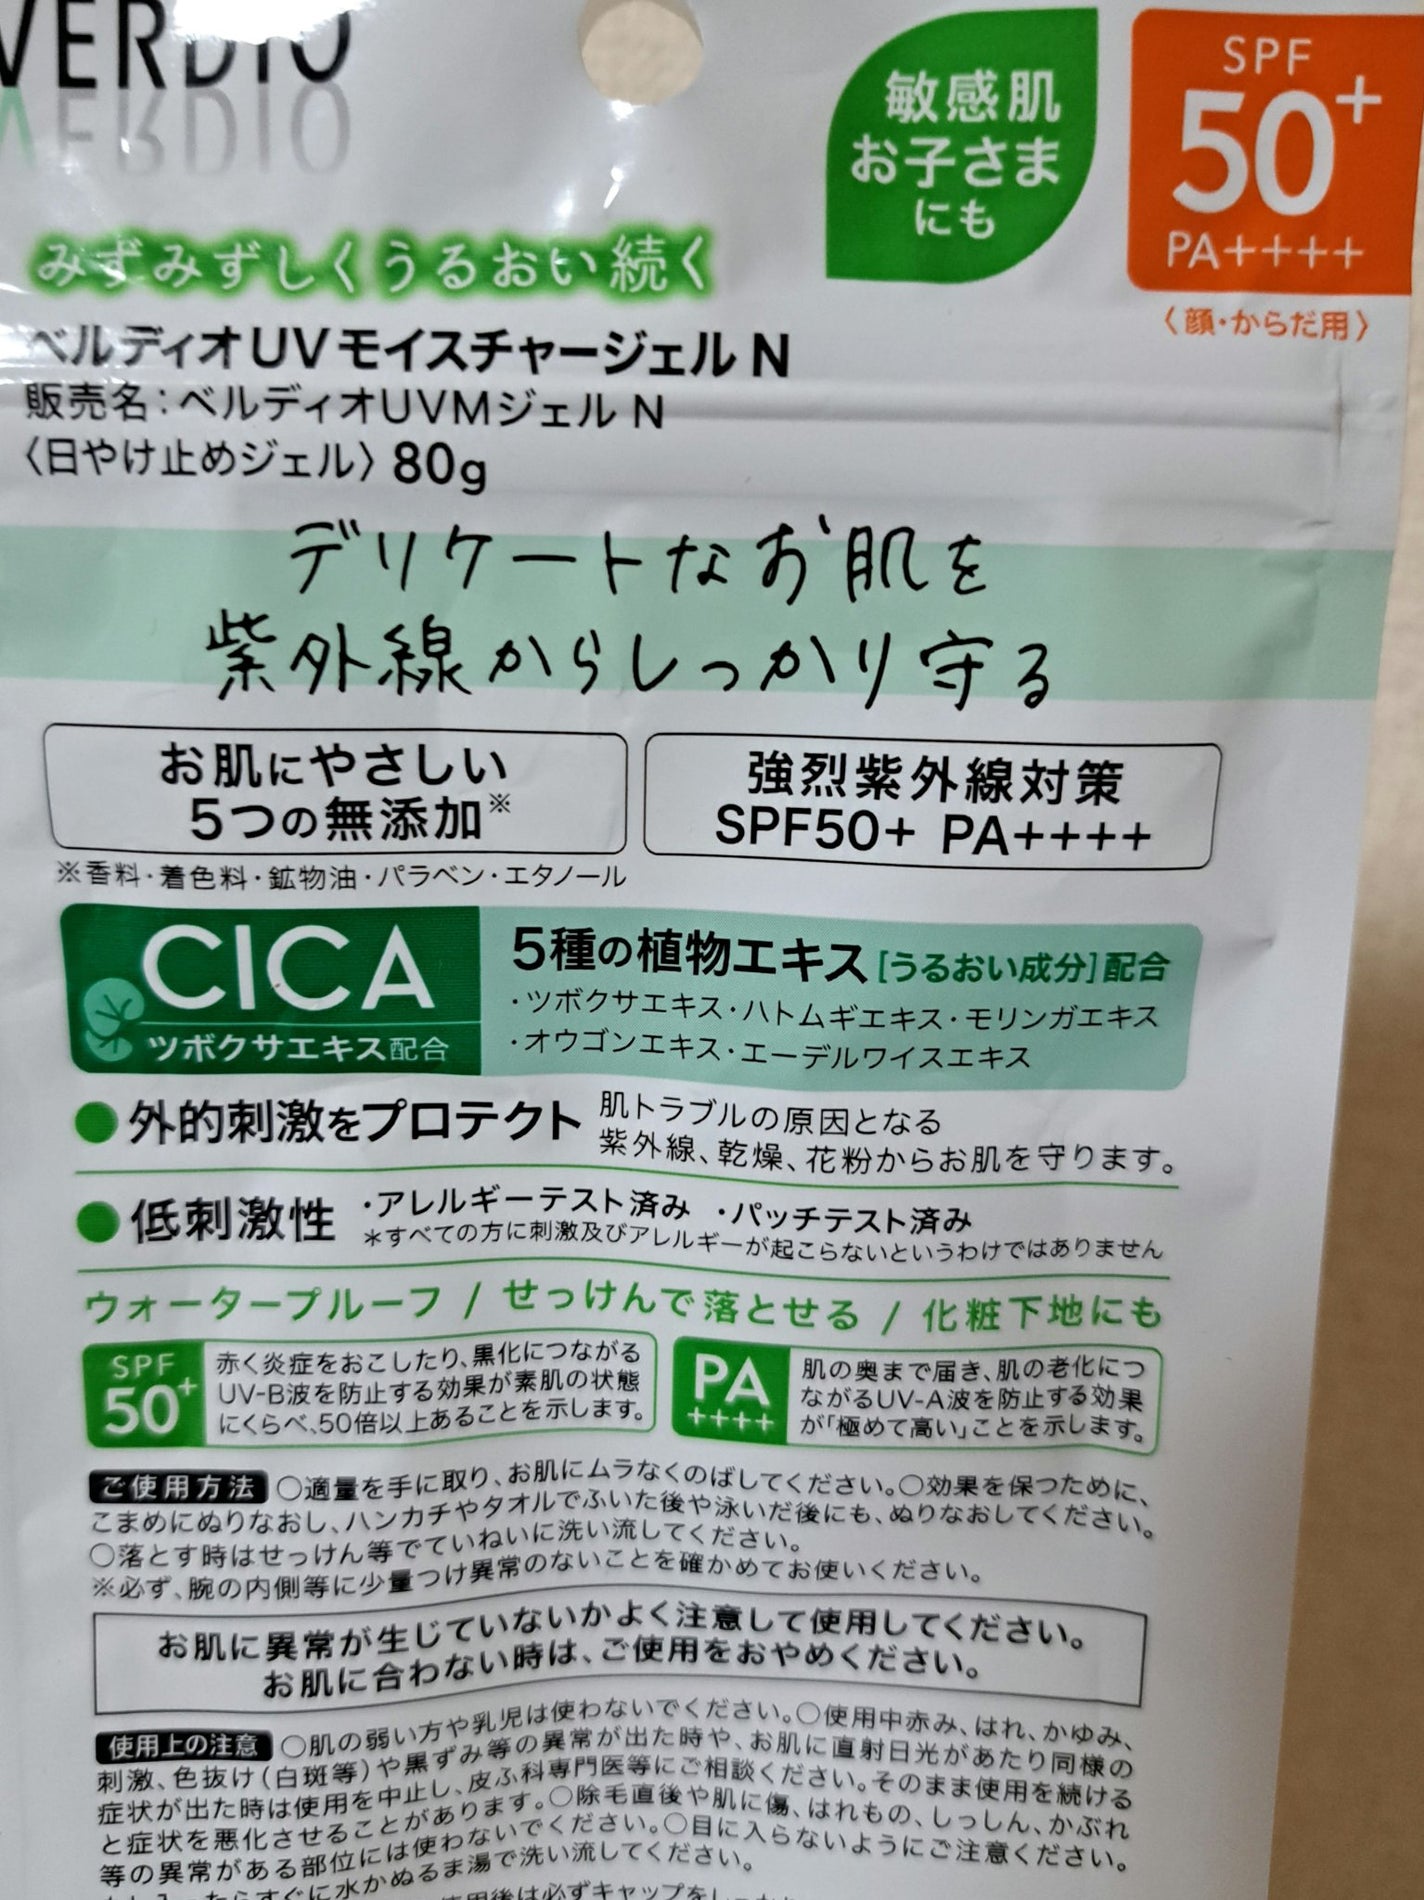 VERDIO
敏感肌
お子さま
にも
SPF
50+
PA++++
〈顔・からだ用〉
みずみずしくうるおい続く
ベルディオUVモイスチャージェル N
販売名：ベルディオUVMジェル N
〈日やけ止めジェル〉80g
デリケートなお肌を
紫外線からしっかり守る
お肌にやさしい
5つの無添加※
強烈紫外線対策
SPF50+ PA++++
※香料・着色料・鉱物油・パラベン・エタノール
CICA
ツボクサエキス配合
5種の植物エキス［うるおい成分］配合
・ツボクサエキス・ハトムギエキス・モリンガエキス
・オウゴンエキス・エーデルワイスエキス
●外的刺激をプロテクト
肌トラブルの原因となる
紫外線、乾燥、花粉からお肌を守ります。
●低刺激性 ・アレルギーテスト済み ・パッチテスト済み
＊すべての方に刺激及びアレルギーが起こらないというわけではありません
ウォータープルーフ / せっけんで落とせる / 化粧下地にも
SPF
50+
赤く炎症をおこしたり、黒化につながる
UV-B波を防止する効果が素肌の状態
にくらべ、50倍以上あることを示します。
PA
++++
肌の奥まで届き、肌の老化につ
ながるUV-A波を防止する効果
が「極めて高い」ことを示します。
ご使用方法 ○適量を手に取り、お肌にムラなくのばしてください。○効果を保つために、
こまめにぬりなおし、ハンカチやタオルでふいた後や泳いだ後にも、ぬりなおしてください。
○落とす時はせっけん等でていねいに洗い流してください。
※必ず、腕の内側等に少量つけ異常のないことを確かめてお使いください。
お肌に異常が生じていないかよく注意して使用してください。
お肌に合わない時は、ご使用をおやめください。
使用上の注意 ○肌の弱い方や乳児は使わないでください。○使用中赤み、はれ、かゆみ、
刺激、色抜け（白斑等）や黒ずみ等の異常が出た時や、お肌に直射日光があたり同様の
症状が出た時は使用を中止し、皮ふ科専門医等にご相談ください。そのまま使用を続ける
と症状を悪化させることがあります。○除毛直後や肌に傷、はれもの、しっしん、かぶれ
等の異常がある部位には使わないでください。○目に入らないようにご注意ください。
たらすぐに水かぬるま湯で洗い流してください。
使用後は必ずキャップを